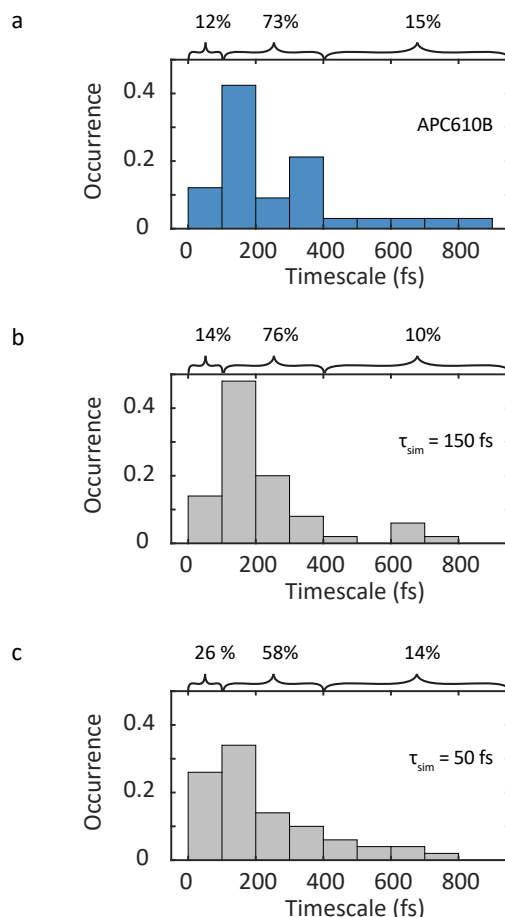 a
12% 73% 15%
Occurrence
0.4
0.2
0
APC610B
0 200 400 600 800
Timescale (fs)
b
14% 76% 10%
Occurrence
0.4
0.2
0
τsim = 150 fs
0 200 400 600 800
Timescale (fs)
c
26 % 58% 14%
Occurrence
0.4
0.2
0
τsim = 50 fs
0 200 400 600 800
Timescale (fs)